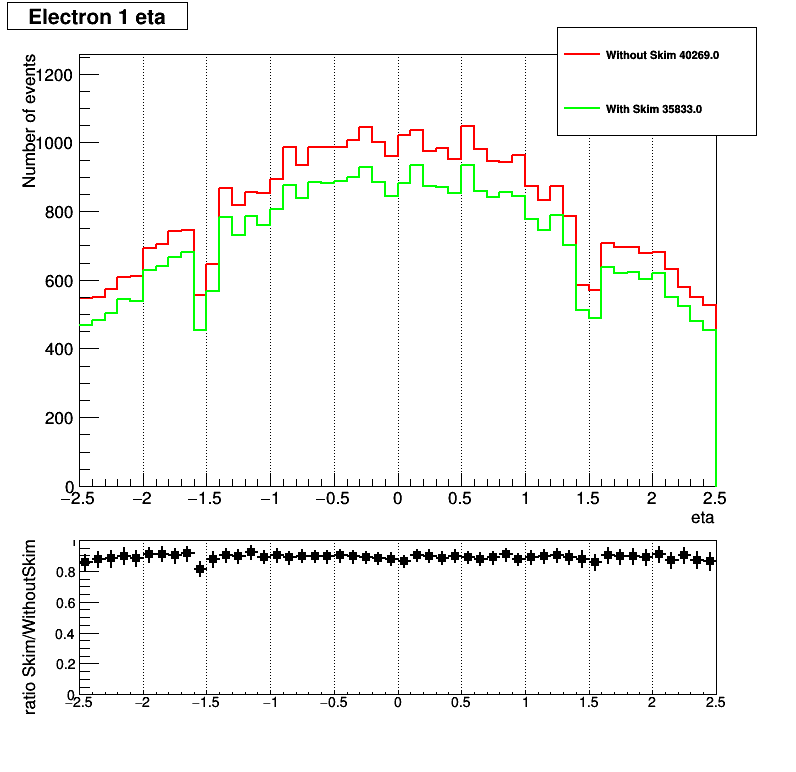 Electron 1 eta
Without Skim 40269.0
With Skim 35833.0
Number of events
1200
1000
800
600
400
200
0
−2.5 −2 −1.5 −1 −0.5 0 0.5 1 1.5 2 2.5
eta
ratio Skim/WithoutSkim
1
0.8
0.6
0.4
0.2
0
−2.5 −2 −1.5 −1 −0.5 0 0.5 1 1.5 2 2.5